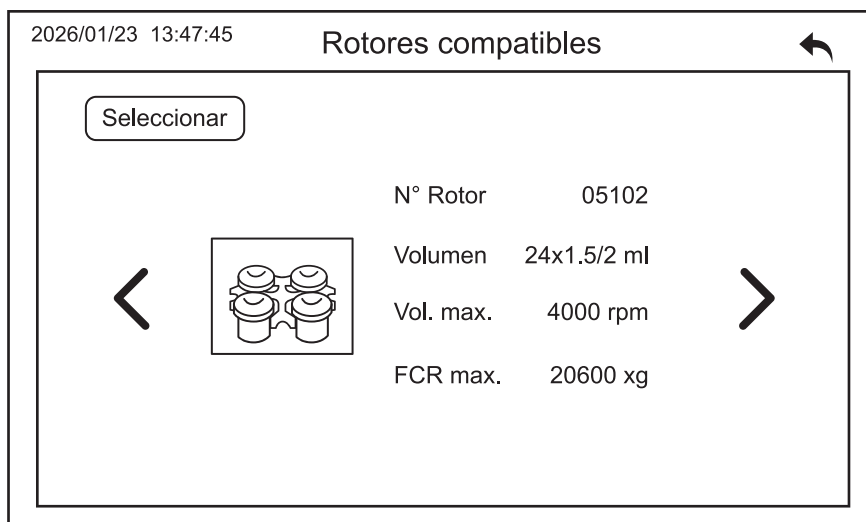 2026/01/23 13:47:45
Rotores compatibles
Seleccionar
N° Rotor 05102
Volumen 24x1.5/2 ml
Vol. max. 4000 rpm
FCR max. 20600 xg